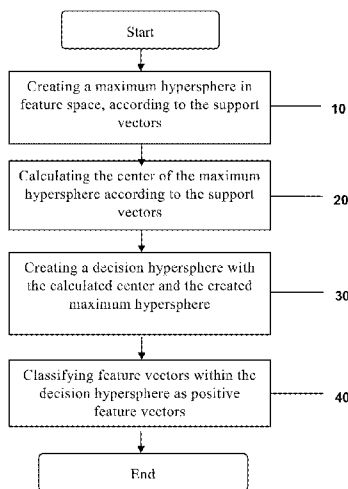 Start
Creating a maximum hypersphere in
feature space, according to the support
vectors
10
Calculating the center of the maximum
hypersphere according to the support
vectors
20
Creating a decision hypersphere with
the calculated center and the created
maximum hypersphere
30
Classifying feature vectors within the
decision hypersphere as positive
feature vectors
40
End